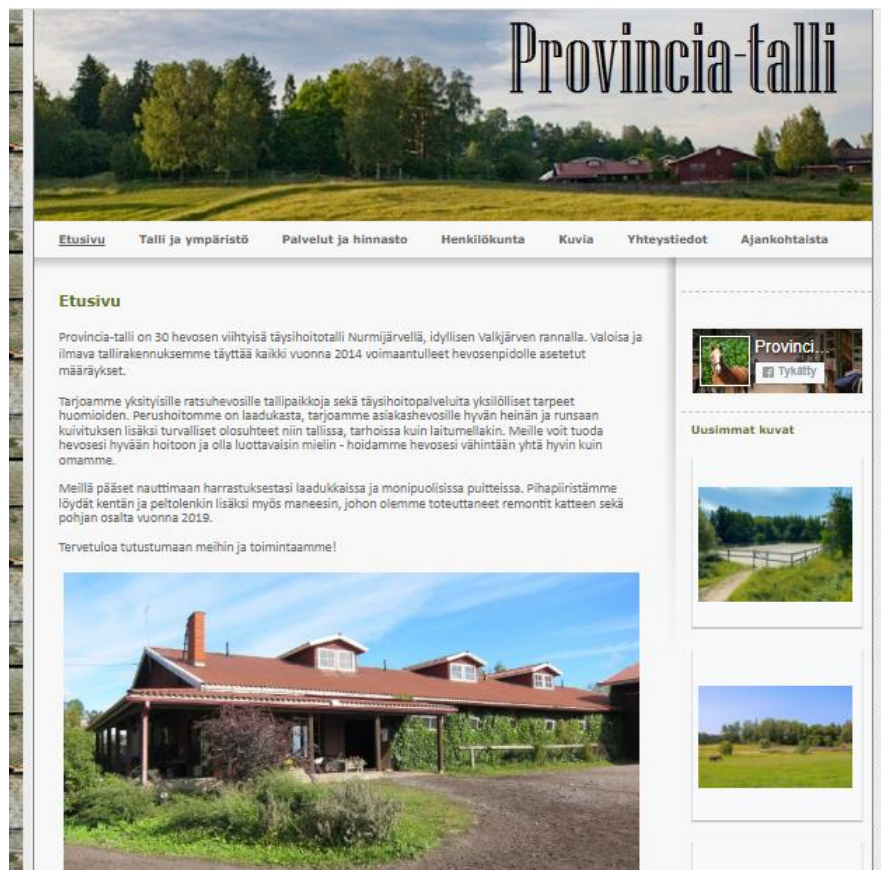 Provincia-talli
Etusivu Talli ja ympäristö Palvelut ja hinnasto Henkilökunta Kuvia Yhteystiedot Ajankohtaista
Etusivu
Provincia-talli on 30 hevosen viihtyisä täysihoitotalli Nurmijärvellä, idyllisen Valkjärven rannalla. Valoisa ja
ilmava tallirakennuksemme täyttää kaikki vuonna 2014 voimaantulleet hevosenpidolle asetetut
määräykset.
Tarjoamme yksityisille ratsuhevosille tallipaikkoja sekä täysihoitopalveluita yksilölliset tarpeet
huomioiden. Perushoitomme on laadukasta, tarjoamme asiakashevosille hyvän heinän ja runsaan
kuivituksen lisäksi turvalliset olosuhteet niin tallissa, tarhoissa kuin laitumellakin. Meille voit tuoda
hevosesi hyvään hoitoon ja olla luottavaisin mielin - hoidamme hevosesi vähintään yhtä hyvin kuin
omamme.
Meillä pääset nauttimaan harrastuksestasi laadukkaissa ja monipuolisissa puitteissa. Pihapiiristämme
löydät kentän ja peltolenkin lisäksi myös maneesin, johon olemme toteuttaneet remontit katteen sekä
pohjan osalta vuonna 2019.
Tervetuloa tutustumaan meihin ja toimintaamme!
Provinci...
Tykätty
Uusimmat kuvat